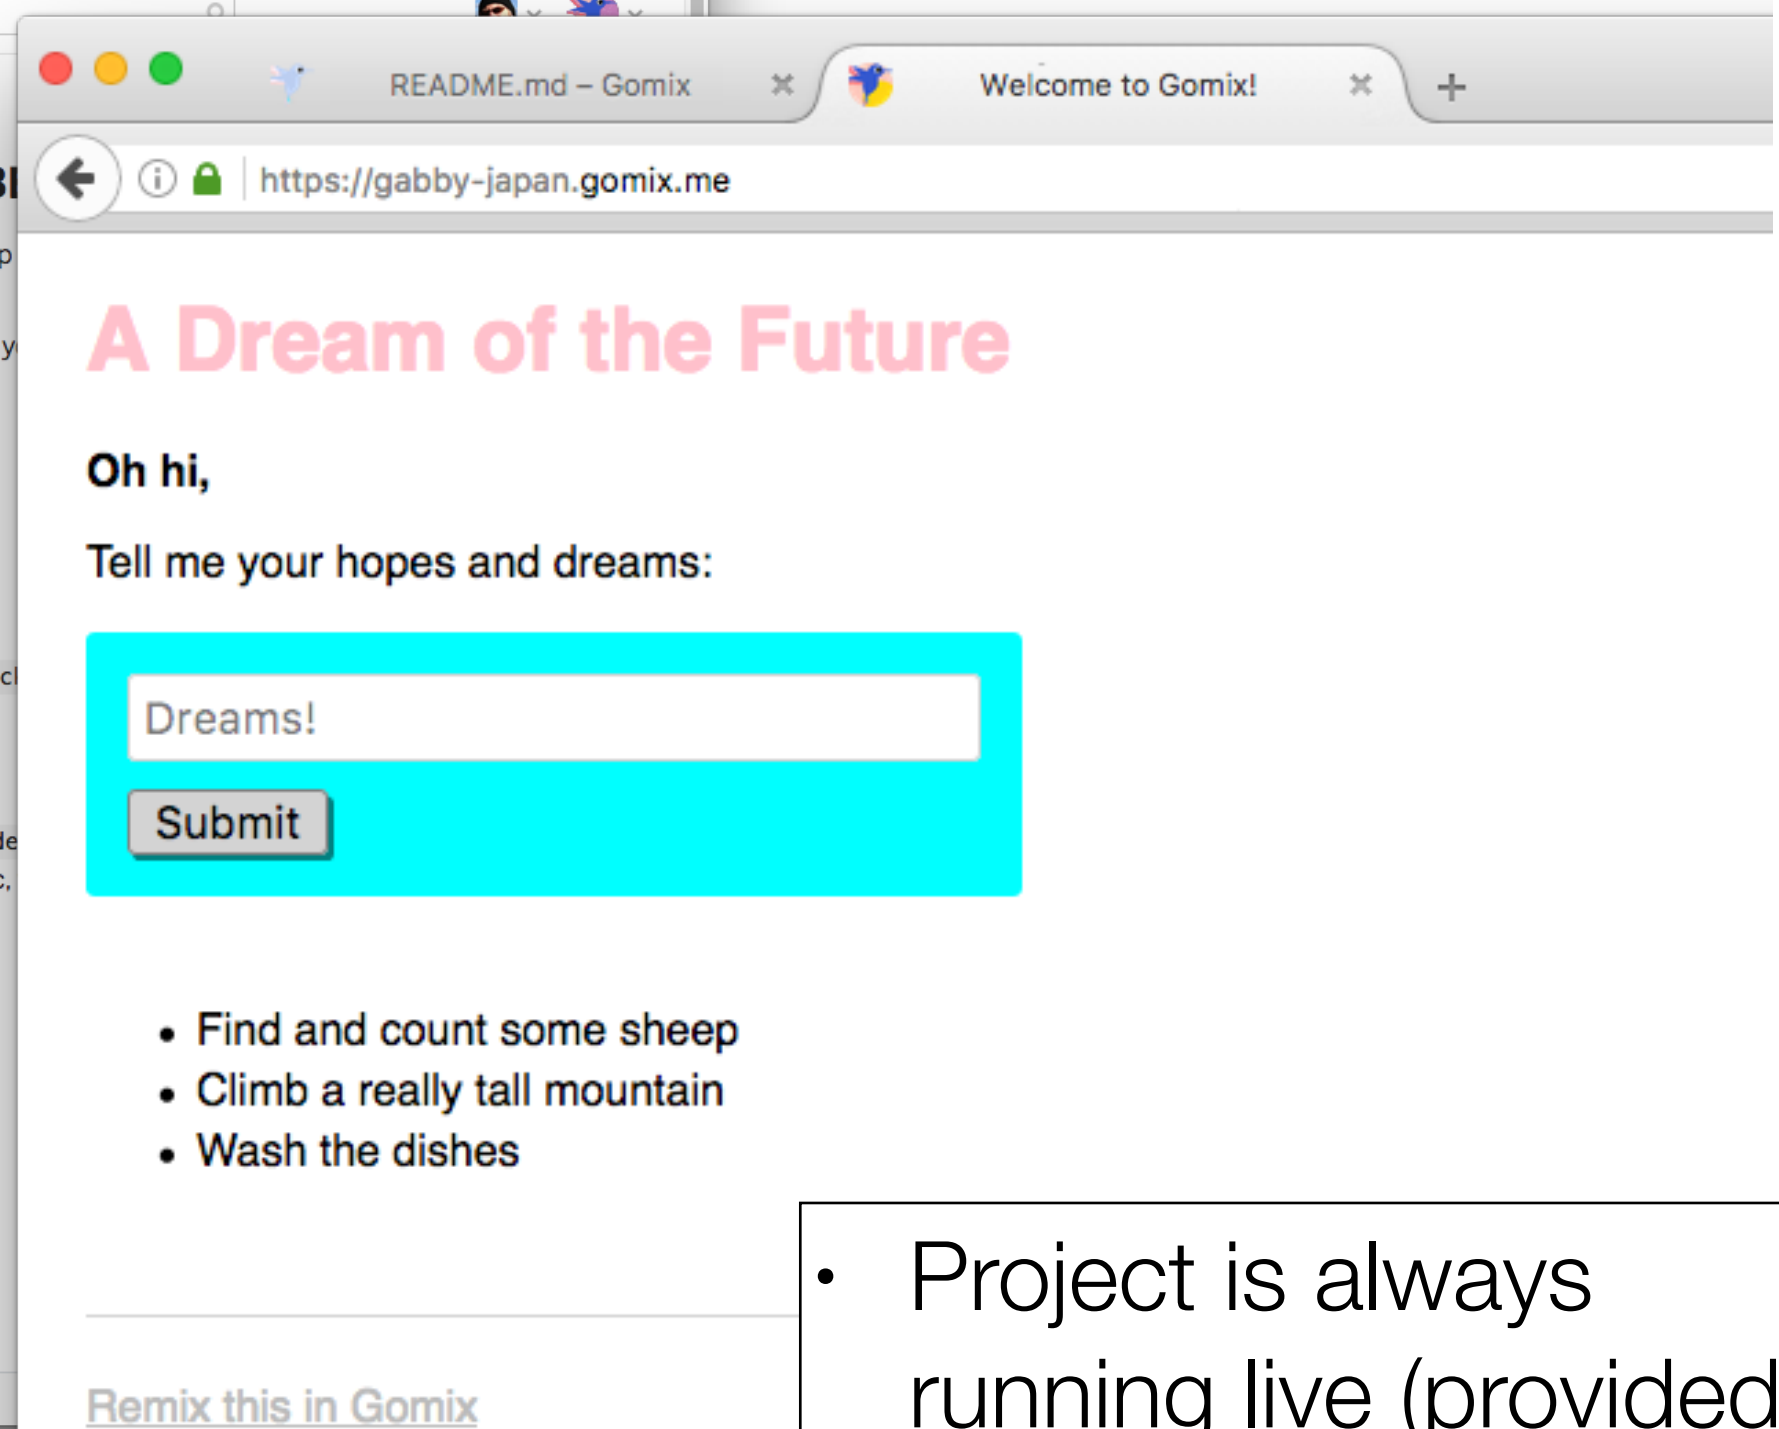 README.md – Gomix
Welcome to Gomix!
https://gabby-japan.gomix.me
A Dream of the Future
Oh hi,
Tell me your hopes and dreams:
Dreams!
Submit
• Find and count some sheep
• Climb a really tall mountain
• Wash the dishes
Remix this in Gomix
• Project is always
running live (provided